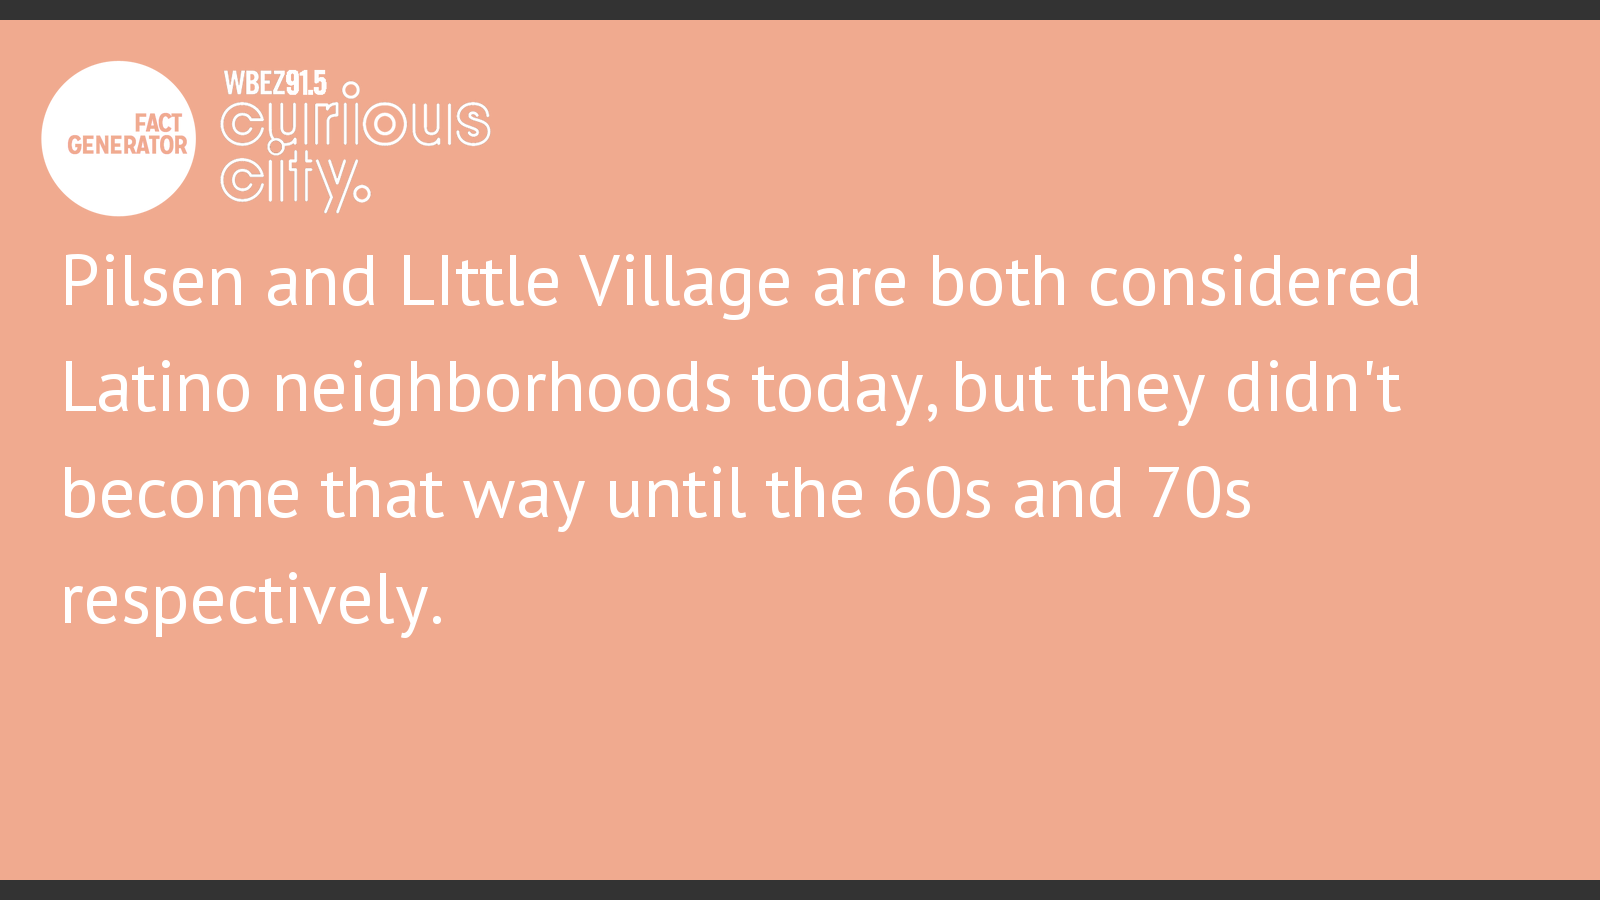 FACT
GENERATOR
WBEZ91.5
curious
city.
Pilsen and LIttle Village are both considered
Latino neighborhoods today, but they didn't
become that way until the 60s and 70s
respectively.